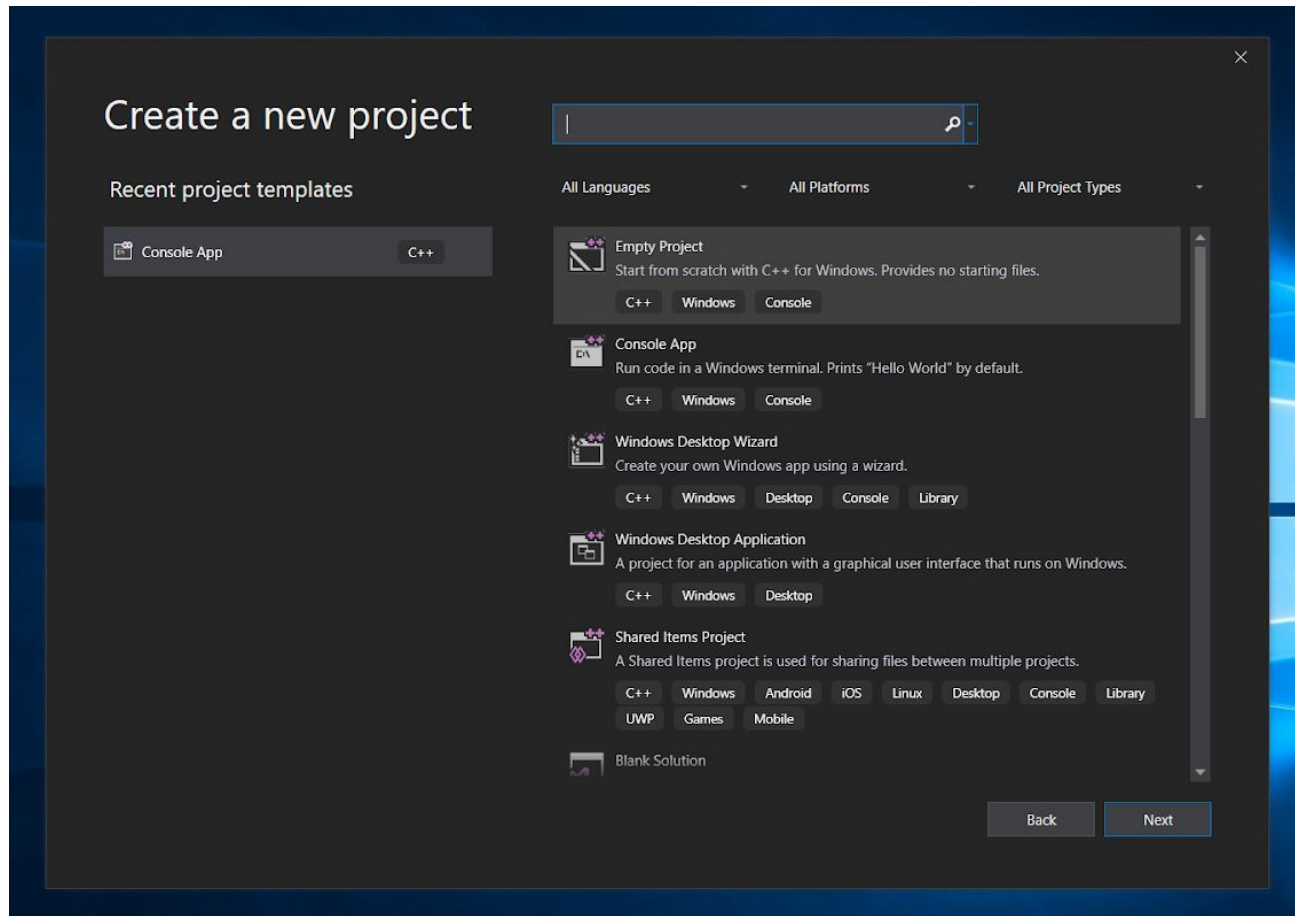 Create a new project
Recent project templates
Console App C++
All Languages All Platforms All Project Types
Empty Project
Start from scratch with C++ for Windows. Provides no starting files.
C++ Windows Console
Console App
Run code in a Windows terminal. Prints "Hello World" by default.
C++ Windows Console
Windows Desktop Wizard
Create your own Windows app using a wizard.
C++ Windows Desktop Console Library
Windows Desktop Application
A project for an application with a graphical user interface that runs on Windows.
C++ Windows Desktop
Shared Items Project
A Shared Items project is used for sharing files between multiple projects.
C++ Windows Android iOS Linux Desktop Console Library
UWP Games Mobile
Blank Solution
Back Next